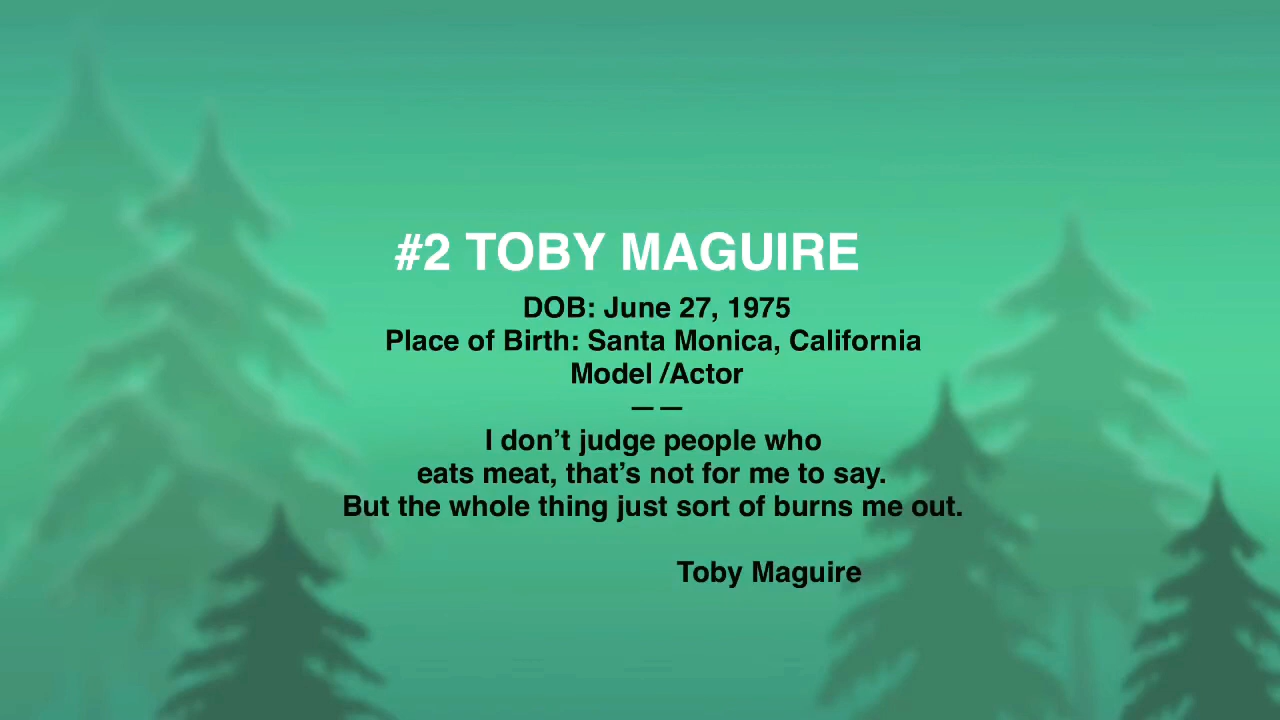 #2 TOBY MAGUIRE
DOB: June 27, 1975
Place of Birth: Santa Monica, California
Model /Actor
— —
I don’t judge people who
eats meat, that’s not for me to say.
But the whole thing just sort of burns me out.
Toby Maguire